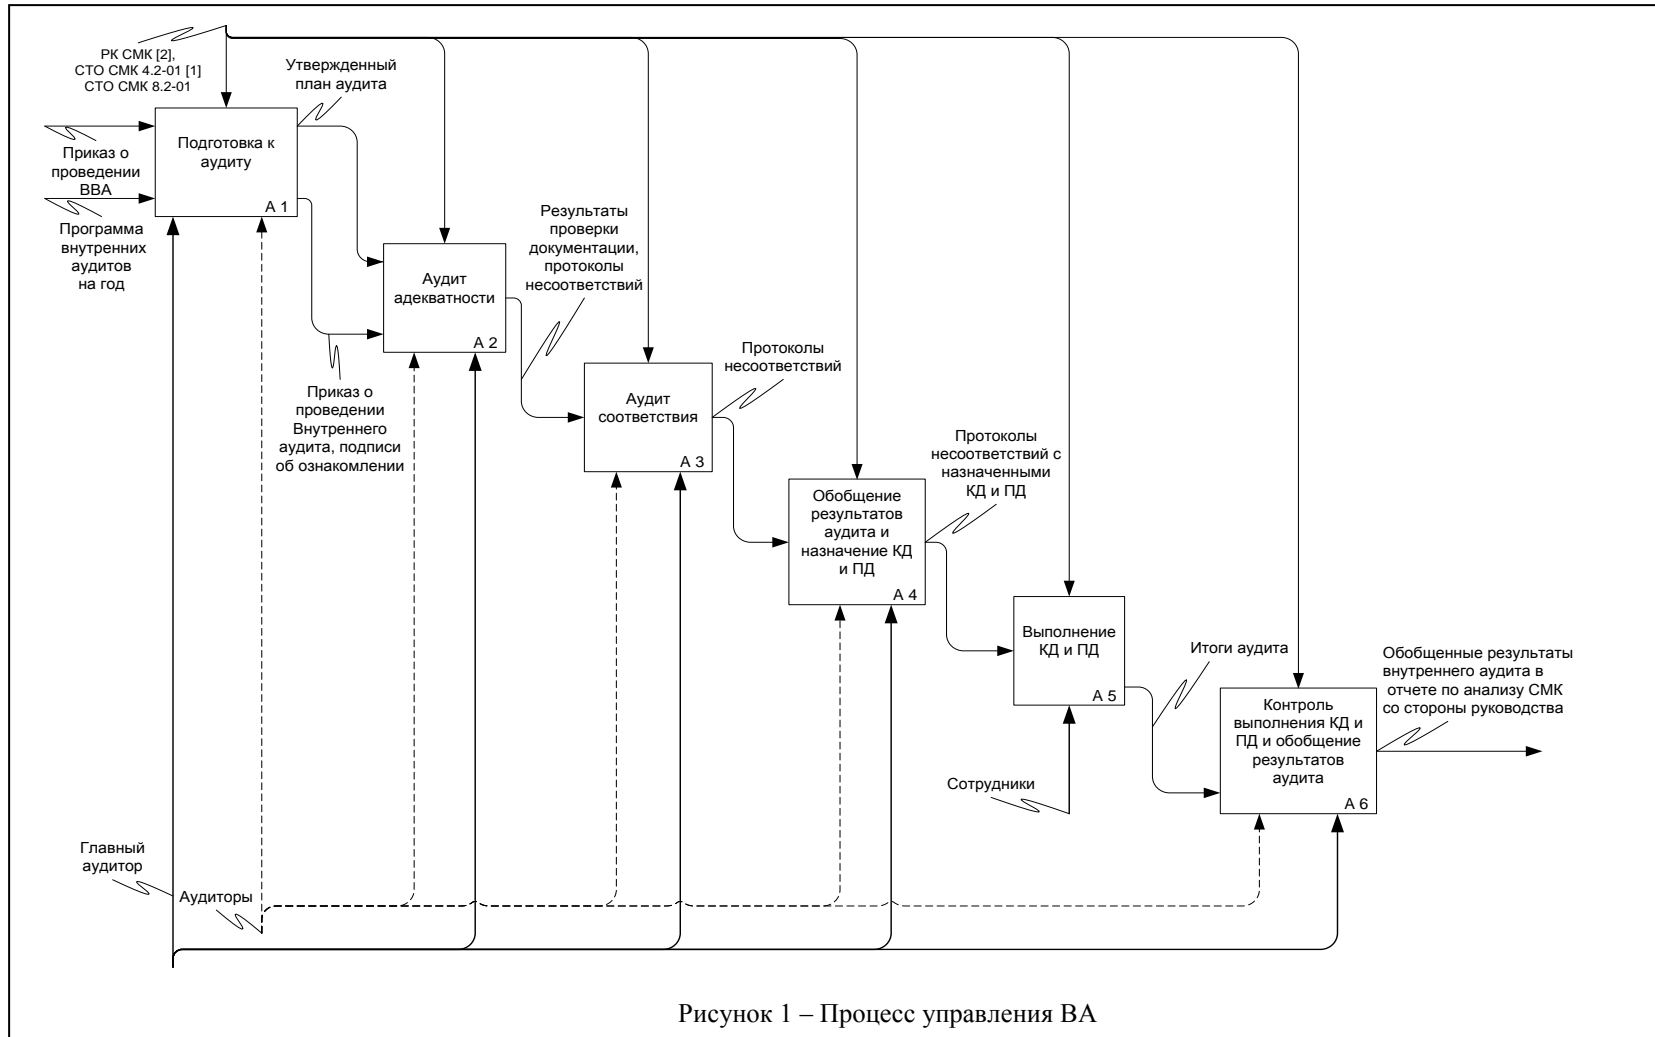 РК СМК [2],
СТО СМК 4.2-01 [1]
СТО СМК 8.2-01
Утвержденный
план аудита
Подготовка к
аудиту
А 1
Приказ о
проведении
ВВА
Программа
внутренних
аудитов
на год
Результаты
проверки
документации,
протоколы
несоответствий
Аудит
адекватности
А 2
Приказ о
проведении
Внутреннего
аудита, подписи
об ознакомлении
Протоколы
несоответствий
Аудит
соответствия
А 3
Протоколы
несоответствий с
назначенными
КД и ПД
Обобщение
результатов
аудита и
назначение КД
и ПД
А 4
Выполнение
КД и ПД
А 5
Итоги аудита
Обобщенные результаты
внутреннего аудита в
отчете по анализу СМК
со стороны руководства
Контроль
выполнения КД и
ПД и обобщение
результатов
аудита
А 6
Сотрудники
Главный
аудитор
Аудиторы
Рисунок 1 – Процесс управления ВА